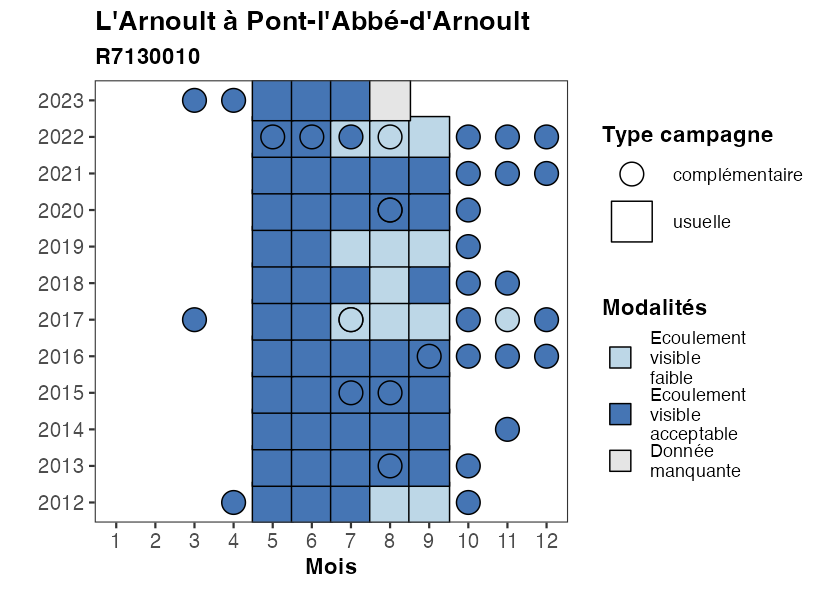 L'Arnoult à Pont-l'Abbé-d'Arnoult
R7130010
2023
2022
2021
2020
2019
2018
2017
2016
2015
2014
2013
2012
1 2 3 4 5 6 7 8 9 10 11 12
Mois
Type campagne
complémentaire
usuelle
Modalités
Ecoulement
visible
faible
Ecoulement
visible
acceptable
Donnée
manquante